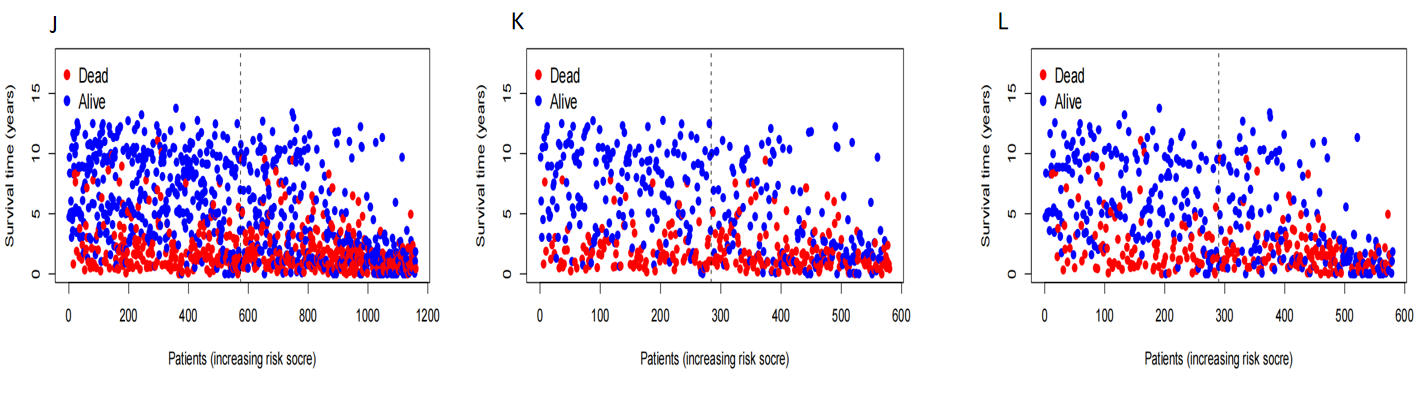 J
Dead
Alive
Survival time (years)
0 5 10 15
0 200 400 600 800 1000 1200
Patients (increasing risk socre)
K
Dead
Alive
Survival time (years)
0 5 10 15
0 100 200 300 400 500 600
Patients (increasing risk socre)
L
Dead
Alive
Survival time (years)
0 5 10 15
0 100 200 300 400 500 600
Patients (increasing risk socre)